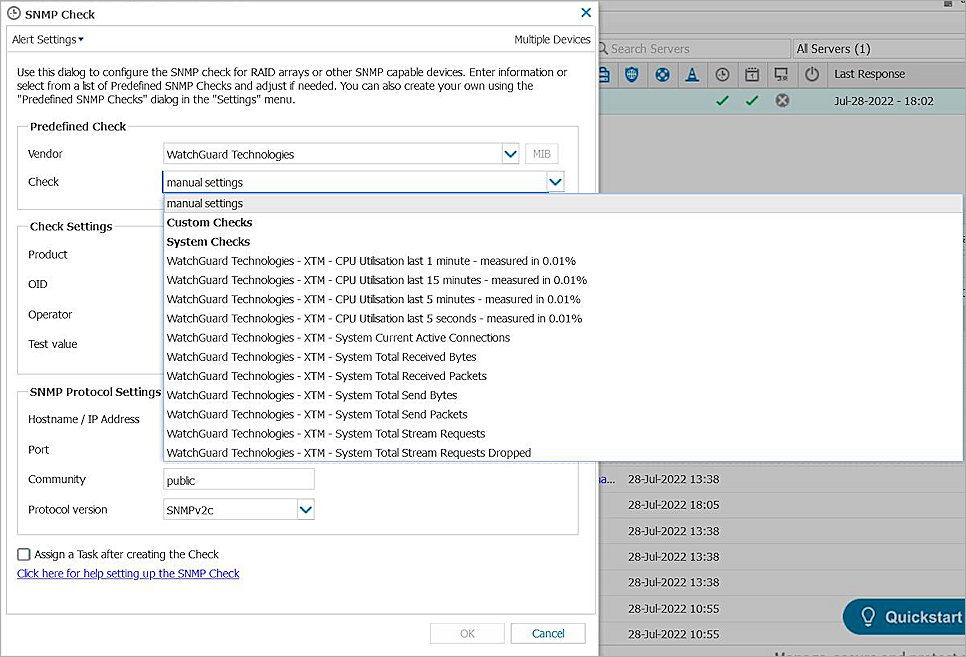 SNMP Check
Alert Settings
Multiple Devices
Use this dialog to configure the SNMP check for RAID arrays or other SNMP capable devices. Enter information or
select from a list of Predefined SNMP Checks and adjust if needed. You can also create your own using the
"Predefined SNMP Checks" dialog in the "Settings" menu.
Predefined Check
Vendor
WatchGuard Technologies
MIB
Check
manual settings
manual settings
Custom Checks
System Checks
WatchGuard Technologies - XTM - CPU Utilisation last 1 minute - measured in 0.01%
WatchGuard Technologies - XTM - CPU Utilisation last 15 minutes - measured in 0.01%
WatchGuard Technologies - XTM - CPU Utilisation last 5 minutes - measured in 0.01%
WatchGuard Technologies - XTM - CPU Utilisation last 5 seconds - measured in 0.01%
WatchGuard Technologies - XTM - System Current Active Connections
WatchGuard Technologies - XTM - System Total Received Bytes
WatchGuard Technologies - XTM - System Total Received Packets
WatchGuard Technologies - XTM - System Total Send Bytes
WatchGuard Technologies - XTM - System Total Send Packets
WatchGuard Technologies - XTM - System Total Stream Requests
WatchGuard Technologies - XTM - System Total Stream Requests Dropped
Check Settings
Product
OID
Operator
Test value
SNMP Protocol Settings
Hostname / IP Address
Port
Community
public
Protocol version
SNMPv2c
Assign a Task after creating the Check
Click here for help setting up the SNMP Check
OK
Cancel
Search Servers
All Servers (1)
Last Response
Jul-28-2022 - 18:02
28-Jul-2022 13:38
28-Jul-2022 18:05
28-Jul-2022 13:38
28-Jul-2022 13:38
28-Jul-2022 13:38
28-Jul-2022 10:55
28-Jul-2022 10:55
Quickstart